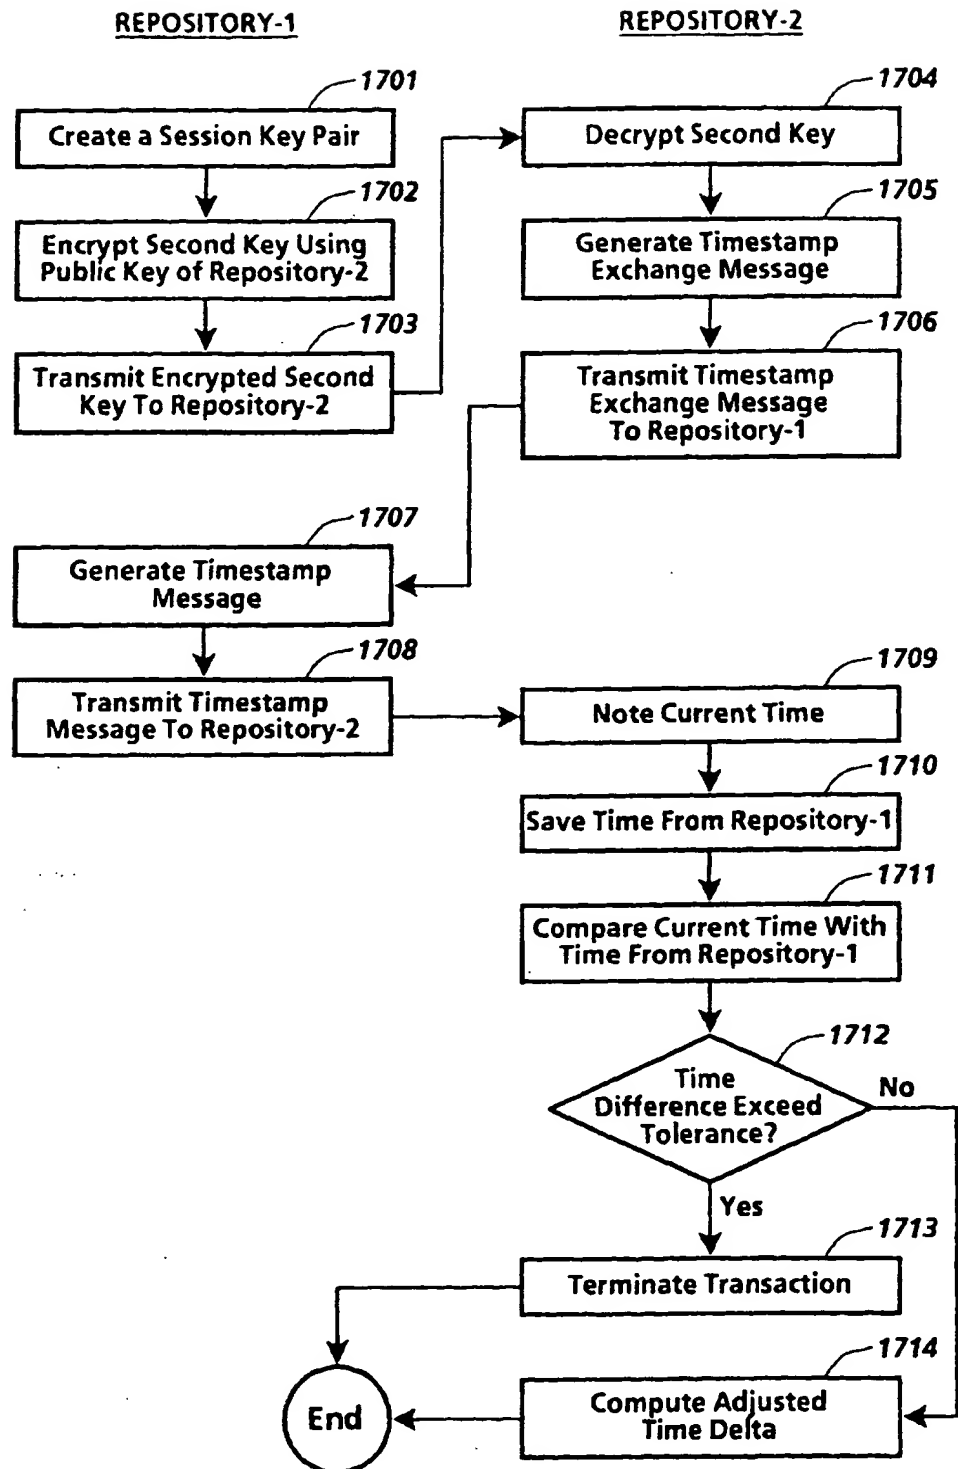 REPOSITORY-1
REPOSITORY-2
1701
Create a Session Key Pair
1702
Encrypt Second Key Using
Public Key of Repository-2
1703
Transmit Encrypted Second
Key To Repository-2
1704
Decrypt Second Key
1705
Generate Timestamp
Exchange Message
1706
Transmit Timestamp
Exchange Message
To Repository-1
1707
Generate Timestamp
Message
1708
Transmit Timestamp
Message To Repository-2
1709
Note Current Time
1710
Save Time From Repository-1
1711
Compare Current Time With
Time From Repository-1
1712
Time
Difference Exceed
Tolerance?
No
Yes
1713
Terminate Transaction
1714
Compute Adjusted
Time Delta
End